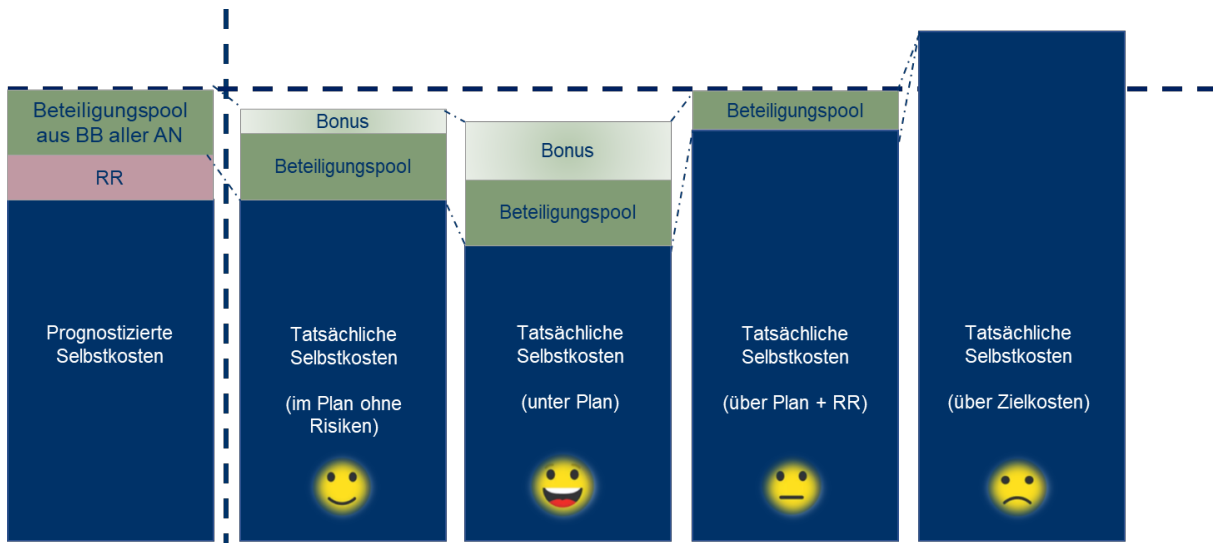 Beteiligungspool
aus BB aller AN
RR
Prognostizierte
Selbstkosten
Bonus
Beteiligungspool
Tatsächliche
Selbstkosten
(im Plan ohne
Risiken)
Bonus
Beteiligungspool
Tatsächliche
Selbstkosten
(unter Plan)
Beteiligungspool
Tatsächliche
Selbstkosten
(über Plan + RR)
Tatsächliche
Selbstkosten
(über Zielkosten)